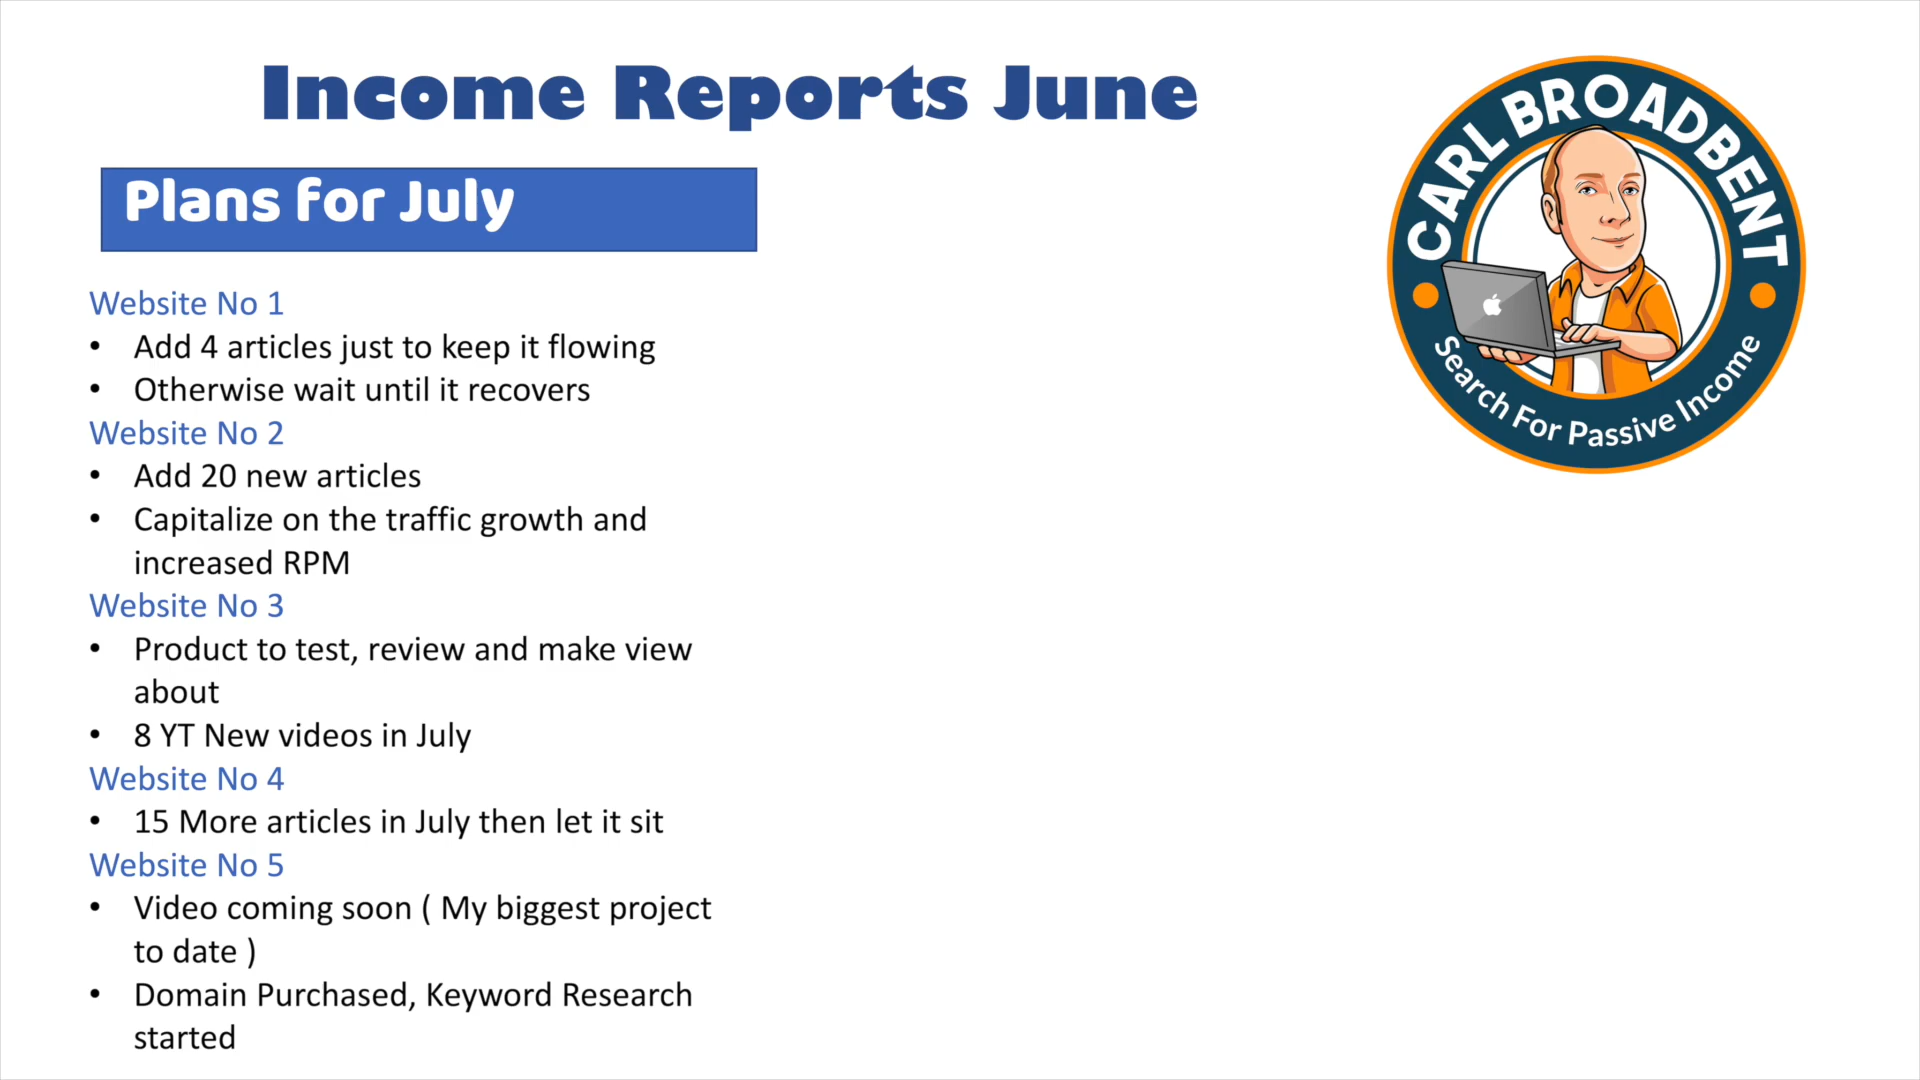 Income Reports June
Plans for July
Website No 1
• Add 4 articles just to keep it flowing
• Otherwise wait until it recovers
Website No 2
• Add 20 new articles
• Capitalize on the traffic growth and
increased RPM
Website No 3
• Product to test, review and make view
about
• 8 YT New videos in July
Website No 4
• 15 More articles in July then let it sit
Website No 5
• Video coming soon ( My biggest project
to date )
• Domain Purchased, Keyword Research
started
CARL BROADBENT
Search For Passive Income